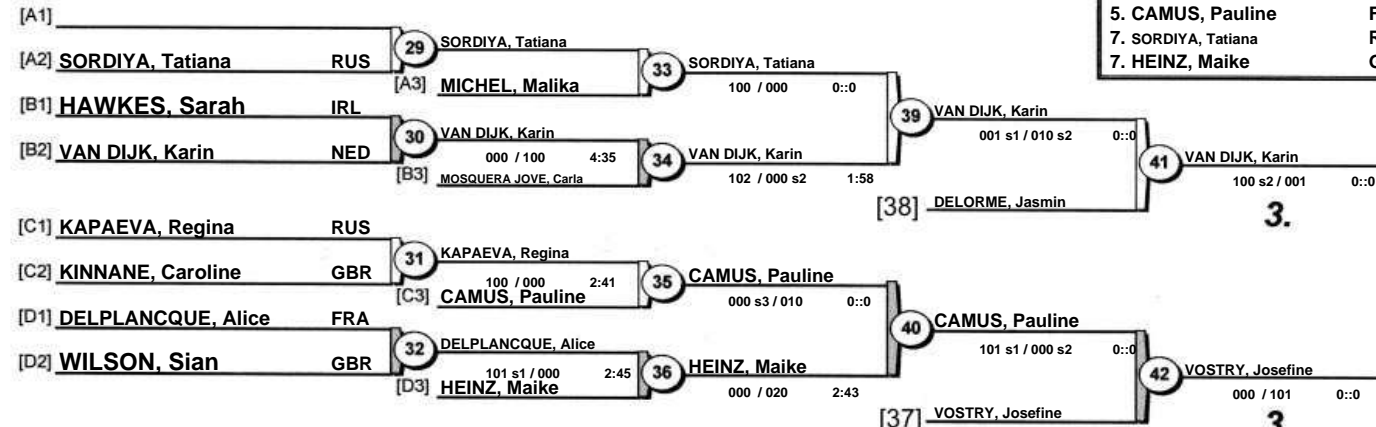 [A1]
[A2] SORDIYA, Tatiana RUS
29
SORDIYA, Tatiana
[A3] MICHEL, Malika
33
SORDIYA, Tatiana
100 / 000 0::0
[B1] HAWKES, Sarah IRL
[B2] VAN DIJK, Karin NED
30
VAN DIJK, Karin
000 / 100 4:35
[B3] MOSQUERA JOVE, Carla
34
VAN DIJK, Karin
102 / 000 s2 1:58
39
VAN DIJK, Karin
001 s1 / 010 s2 0::0
[38] DELORME, Jasmin
41
VAN DIJK, Karin
100 s2 / 001 0::0
3.
[C1] KAPAEVA, Regina RUS
[C2] KINNANE, Caroline GBR
31
KAPAEVA, Regina
100 / 000 2:41
[C3] CAMUS, Pauline
35
CAMUS, Pauline
000 s3 / 010 0::0
[D1] DELPLANCQUE, Alice FRA
[D2] WILSON, Sian GBR
32
DELPLANCQUE, Alice
101 s1 / 000 2:45
[D3] HEINZ, Maike
36
HEINZ, Maike
000 / 020 2:43
40
CAMUS, Pauline
101 s1 / 000 s2 0::0
[37] VOSTRY, Josefine
42
VOSTRY, Josefine
000 / 101 0::0
3
5. CAMUS, Pauline
7. SORDIYA, Tatiana
7. HEINZ, Maike